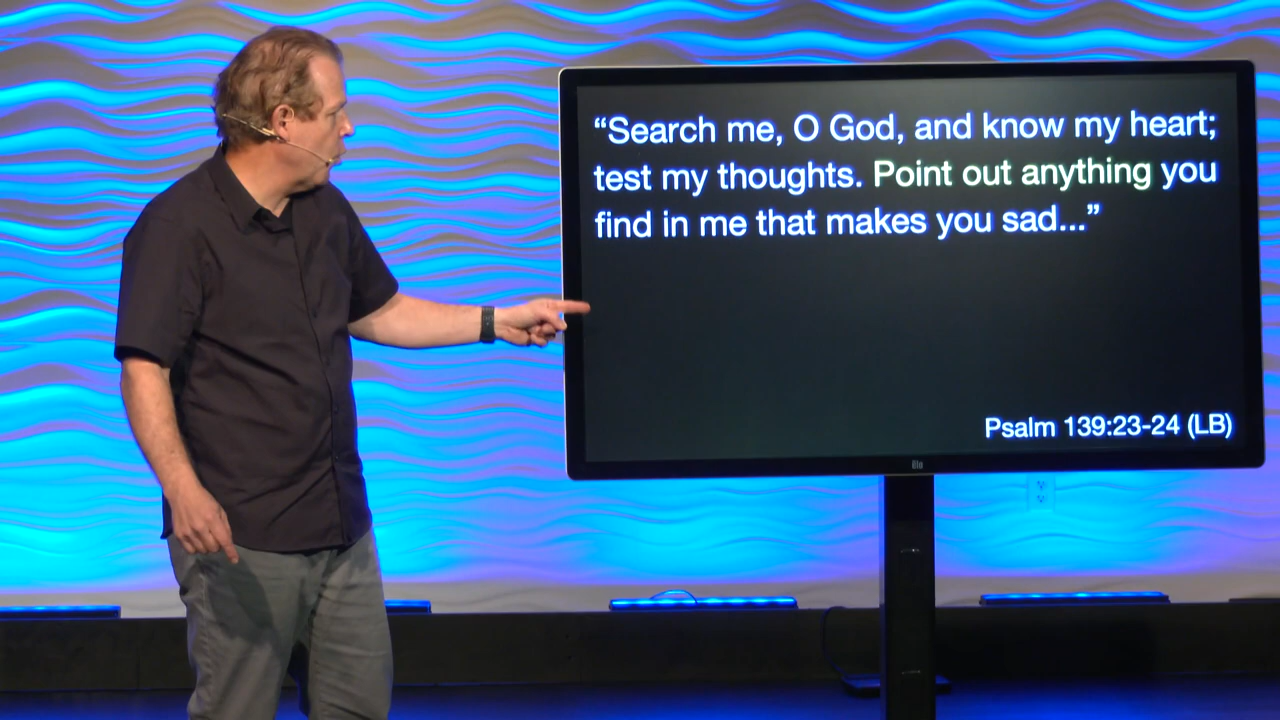 “Search me, O God, and know my heart;
test my thoughts. Point out anything you
find in me that makes you sad...”
Psalm 139:23-24 (LB)
elo